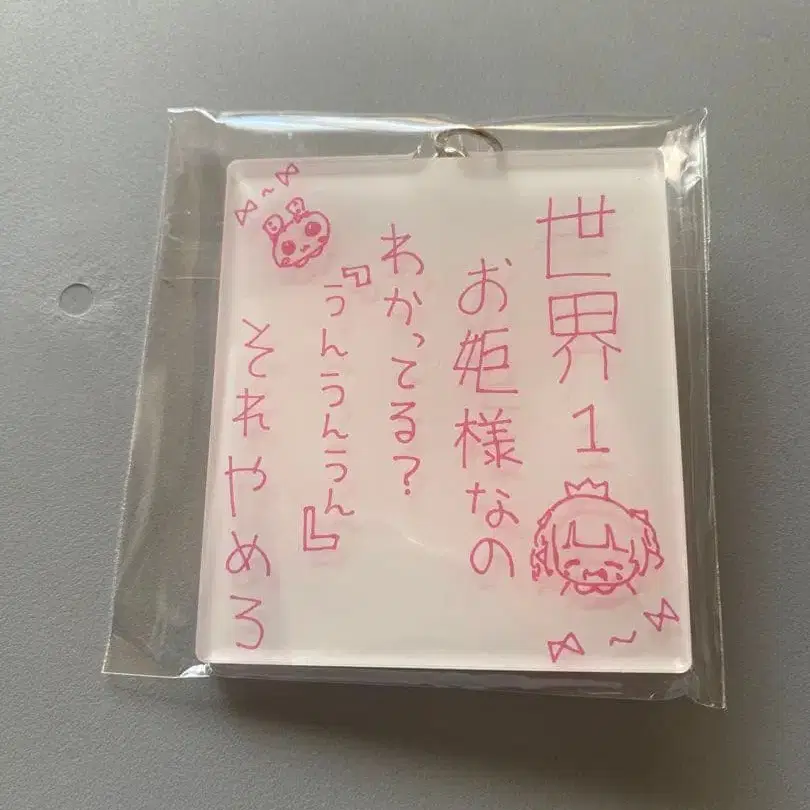 世界1
お姫様なの
わかってる?
『うんうんうん』
それやめろ